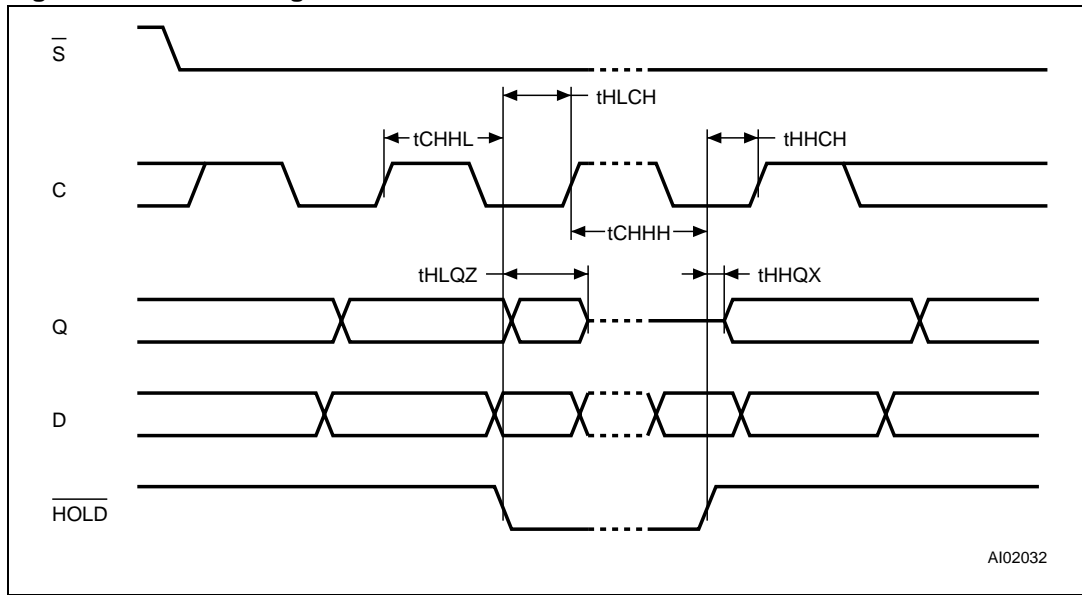 S
tHLCH
tCHHL
tHHCH
C
tCHHH
tHLQZ
tHHQX
Q
D
HOLD
AI02032